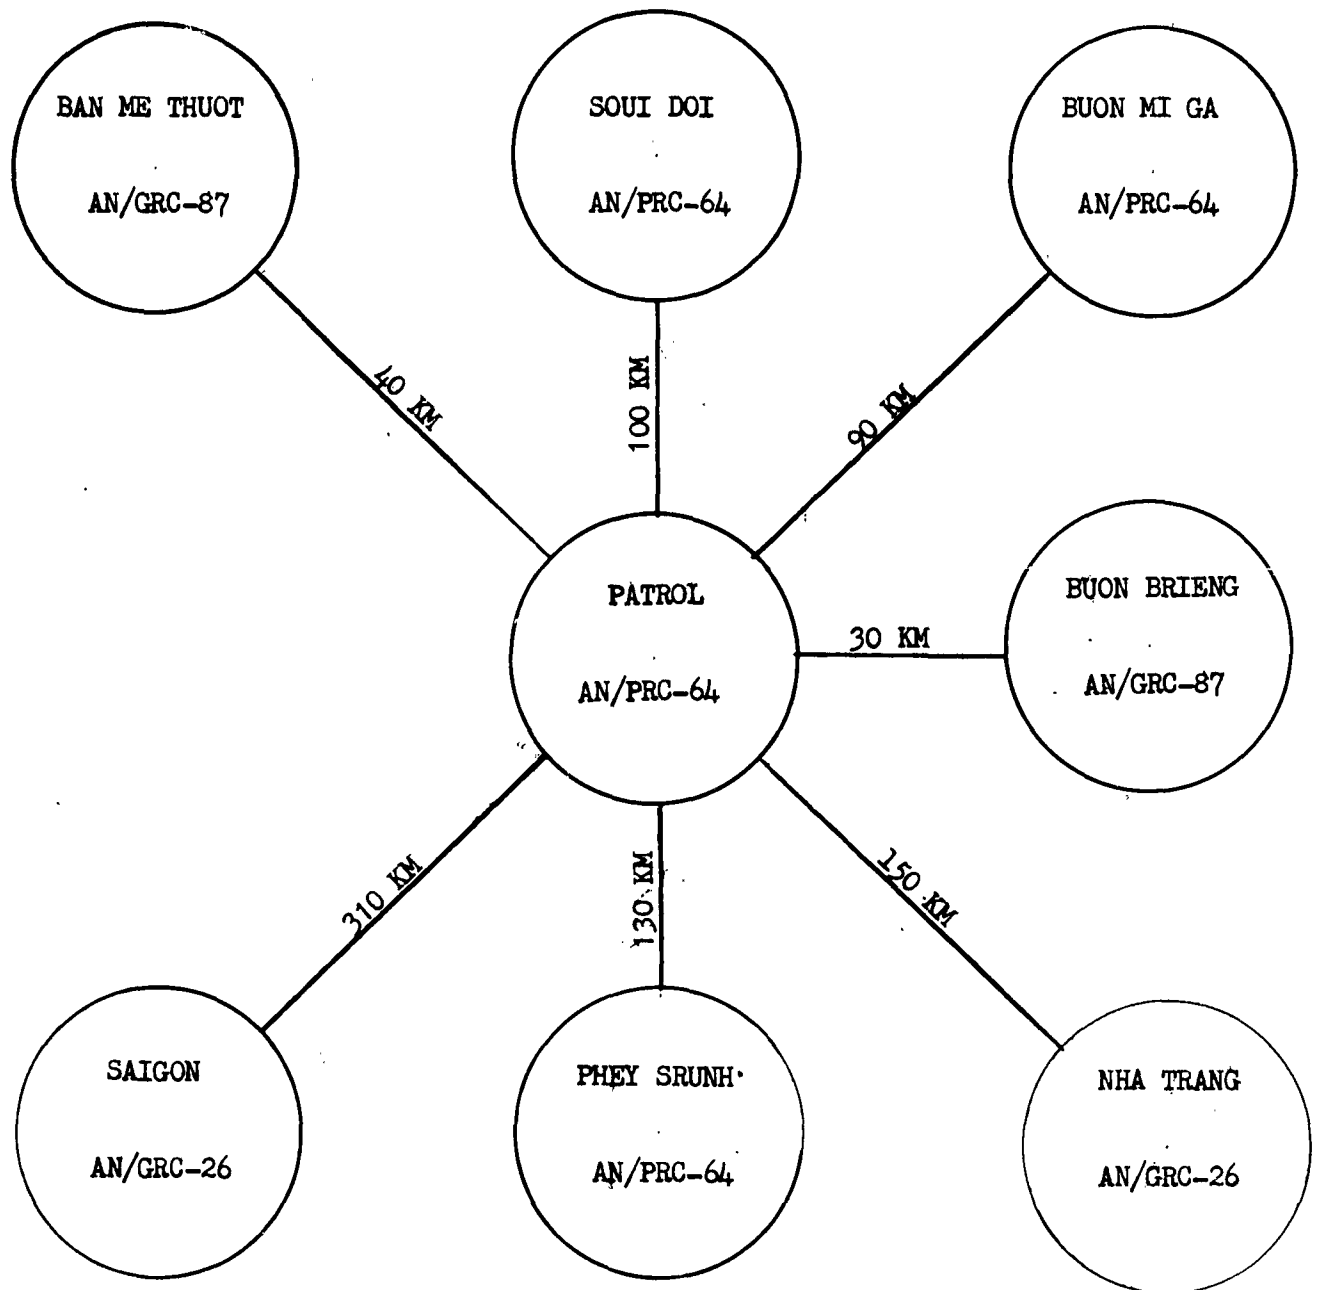 BAN ME THUOT
AN/GRC-87
SOUI DOI
AN/PRC-64
BUON MI GA
AN/PRC-64
40 KM
100 KM
90 KM
PATROL
AN/PRC-64
30 KM
BUON BRIENG
AN/GRC-87
310 KM
130 KM
150 KM
SAIGON
AN/GRC-26
PHEY SRUNH
AN/PRC-64
NHA TRANG
AN/GRC-26